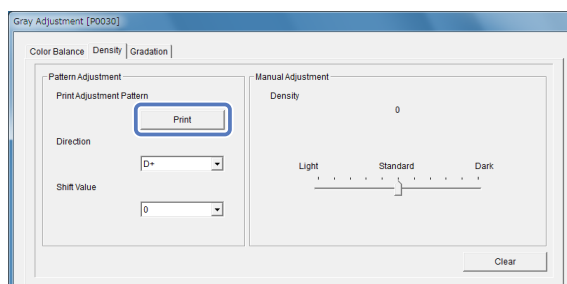 Gray Adjustment [P0030]
Color Balance Density Gradation
Pattern Adjustment
Print Adjustment Pattern
Print
Direction
D+
Shift Value
0
Manual Adjustment
Density
0
Light Standard Dark
Clear